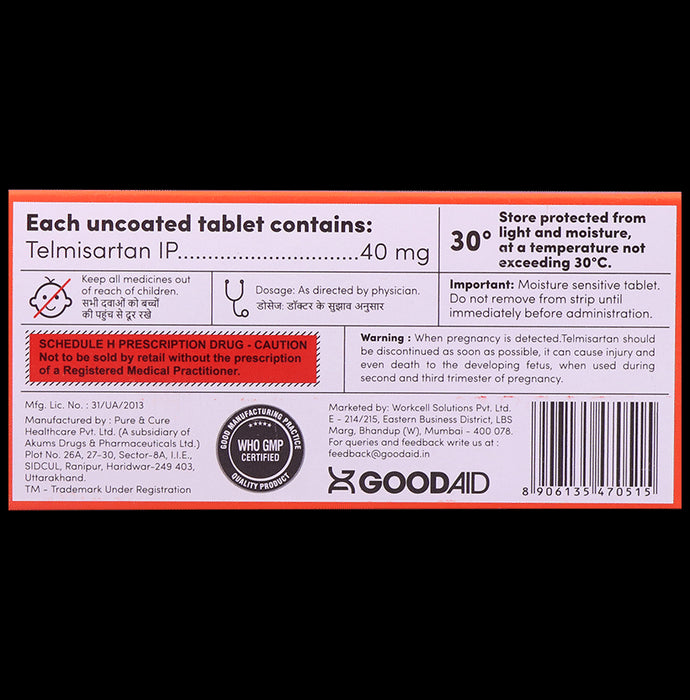 Each uncoated tablet contains:
Telmisartan IP..............................40 mg
30°
Store protected from
light and moisture,
at a temperature not
exceeding 30°C.
Keep all medicines out
of reach of children.
सभी दवाओं को बच्चों
की पहुंच से दूर रखें
Dosage: As directed by physician.
डोसेज: डॉक्टर के सुझाव अनुसार
Important: Moisture sensitive tablet.
Do not remove from strip until
immediately before administration.
SCHEDULE H PRESCRIPTION DRUG - CAUTION
Not to be sold by retail without the prescription
of a Registered Medical Practitioner.
Warning : When pregnancy is detected.Telmisartan should
be discontinued as soon as possible, it can cause injury and
even death to the developing fetus, when used during
second and third trimester of pregnancy.
Mfg. Lic. No. : 31/UA/2013
Manufactured by : Pure & Cure
Healthcare Pvt. Ltd. (A subsidiary of
Akums Drugs & Pharmaceuticals Ltd.)
Plot No. 26A, 27-30, Sector-8A, I.I.E.,
SIDCUL, Ranipur, Haridwar-249 403,
Uttarakhand.
TM - Trademark Under Registration
GOOD MANUFACTURING PRACTICE
WHO GMP
CERTIFIED
QUALITY PRODUCT
Marketed by: Workcell Solutions Pvt. Ltd.
E - 214/215, Eastern Business District, LBS
Marg, Bhandup (W), Mumbai - 400 078.
For queries and feedback write us at :
feedback@goodaid.in
GOODAID
8 906135 470515